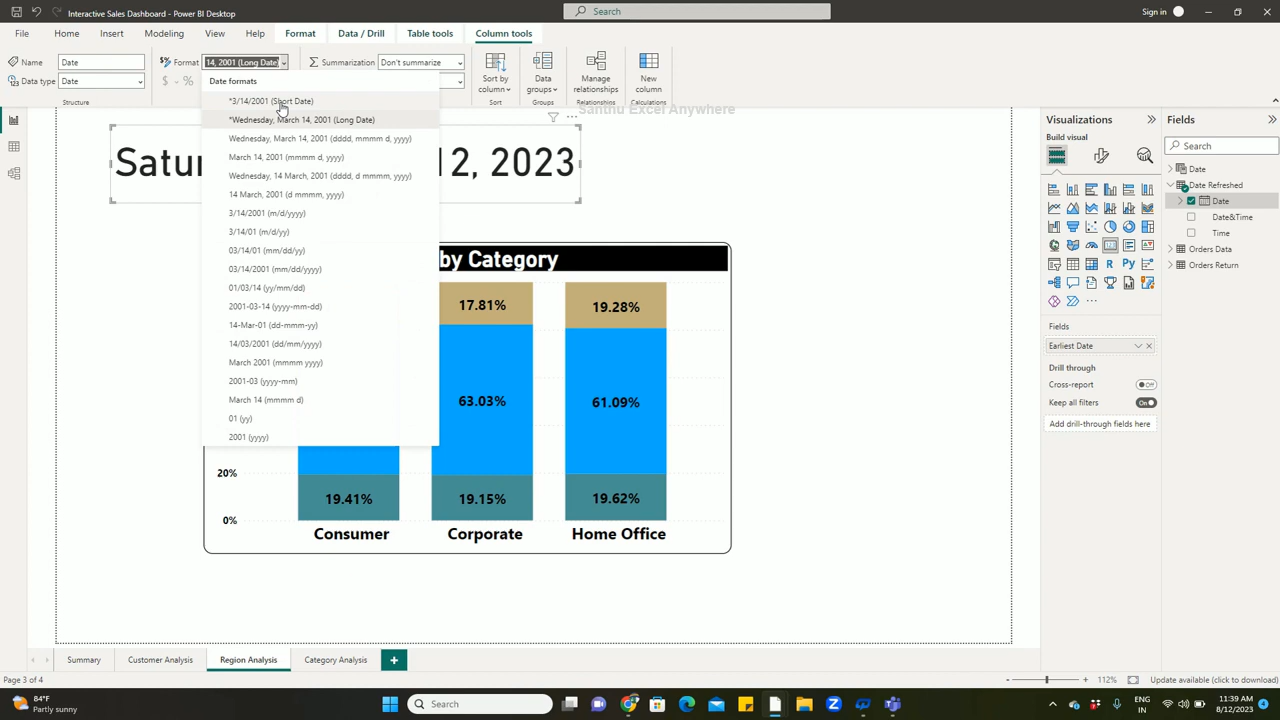 Interactive Sales Dashboard - Power BI Desktop
Search
Sign in
File
Home
Insert
Modeling
View
Help
Format
Data / Drill
Table tools
Column tools
Name
Date
Format
14, 2001 (Long Date)
Summarization
Don't summarize
Data type
Date
$
%
Sort by column
Data groups
Manage relationships
New column
Structure
Sort
Groups
Relationships
Calculations
Date formats
*3/14/2001 (Short Date)
*Wednesday, March 14, 2001 (Long Date)
Wednesday, March 14, 2001 (dddd, mmmm d, yyyy)
March 14, 2001 (mmmm d, yyyy)
Wednesday, 14 March, 2001 (dddd, d mmmm, yyyy)
14 March, 2001 (d mmmm, yyyy)
3/14/2001 (m/d/yyyy)
3/14/01 (m/d/yy)
03/14/01 (mm/dd/yy)
03/14/2001 (mm/dd/yyyy)
01/03/14 (yy/mm/dd)
2001-03-14 (yyyy-mm-dd)
14-Mar-01 (dd-mmm-yy)
14/03/2001 (dd/mm/yyyy)
March 2001 (mmmm yyyy)
2001-03 (yyyy-mm)
March 14 (mmmm d)
01 (yy)
2001 (yyyy)
Santhu Excel Anywhere
Satu
12, 2023
by Category
17.81%
19.28%
63.03%
61.09%
20%
19.41%
19.15%
19.62%
0%
Consumer
Corporate
Home Office
Visualizations
Build visual
R
Py
Fields
Earliest Date
Drill through
Cross-report
Off
Keep all filters
On
Add drill-through fields here
Fields
Search
Date
Date Refreshed
Date
Date&Time
Time
Orders Data
Orders Return
Summary
Customer Analysis
Region Analysis
Category Analysis
Page 3 of 4
112%
Update available (click to download)
84°F
Partly sunny
Search
ENG
IN
11:39 AM
8/12/2023